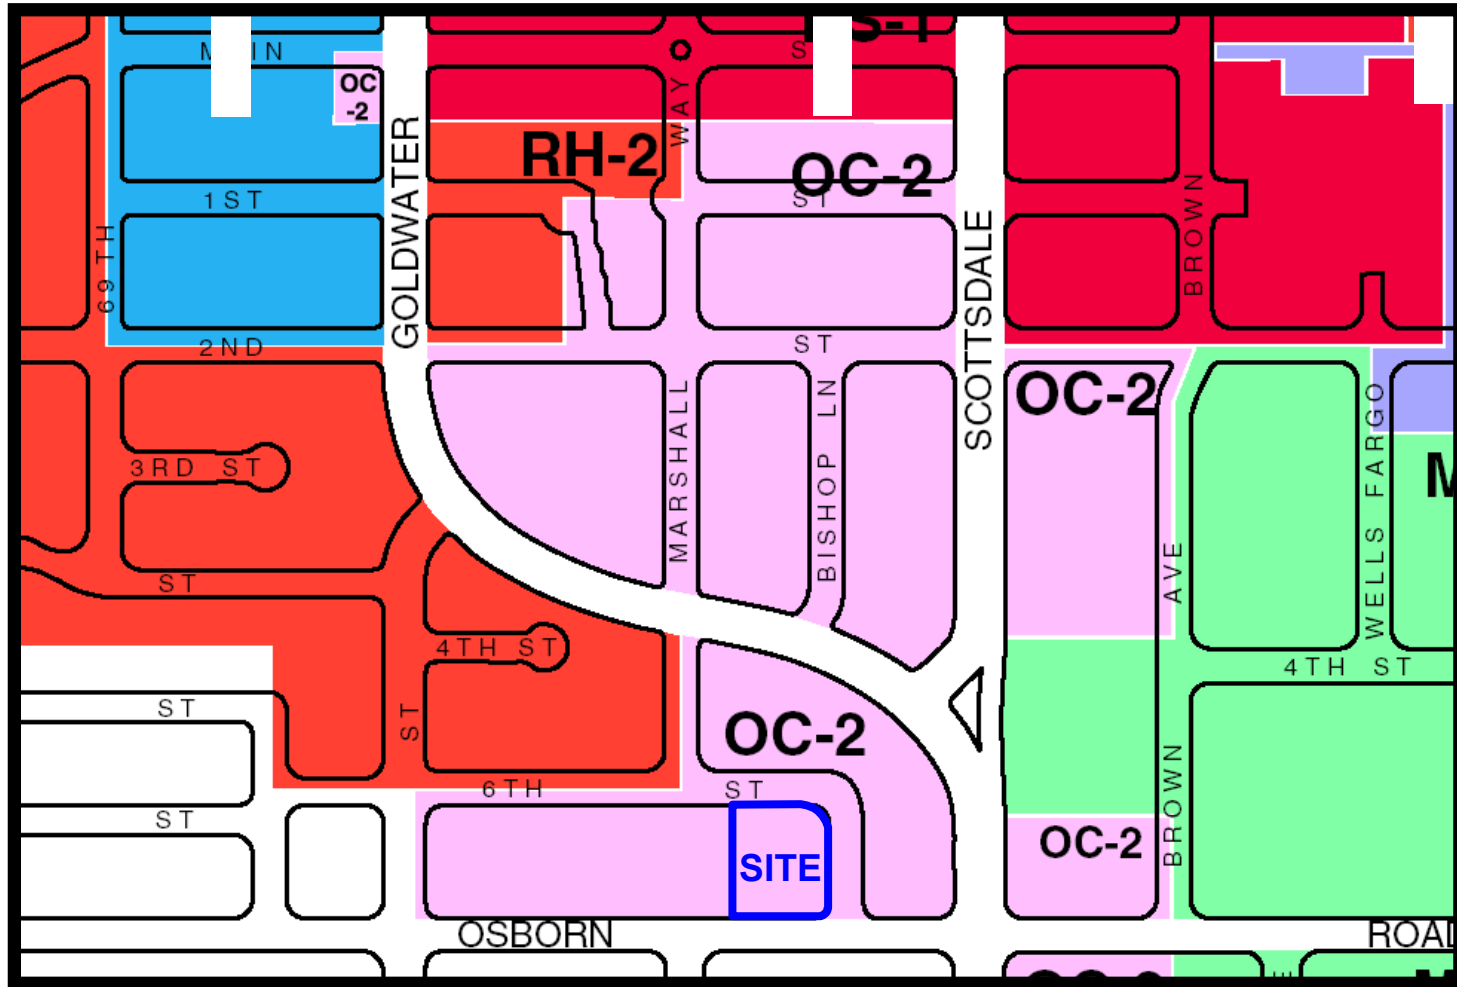 MAIN
S
OC
-2
WAY
RH-2
OC-2
1ST
ST
69TH
GOLDWATER
SCOTTSDALE
BROWN
2ND
ST
OC-2
3RD ST
MARSHALL
BISHOP LN
WELLS FARGO
AVE
ST
4TH ST
4TH ST
ST
ST
OC-2
6TH
ST
ST
OC-2
BROWN
SITE
OSBORN